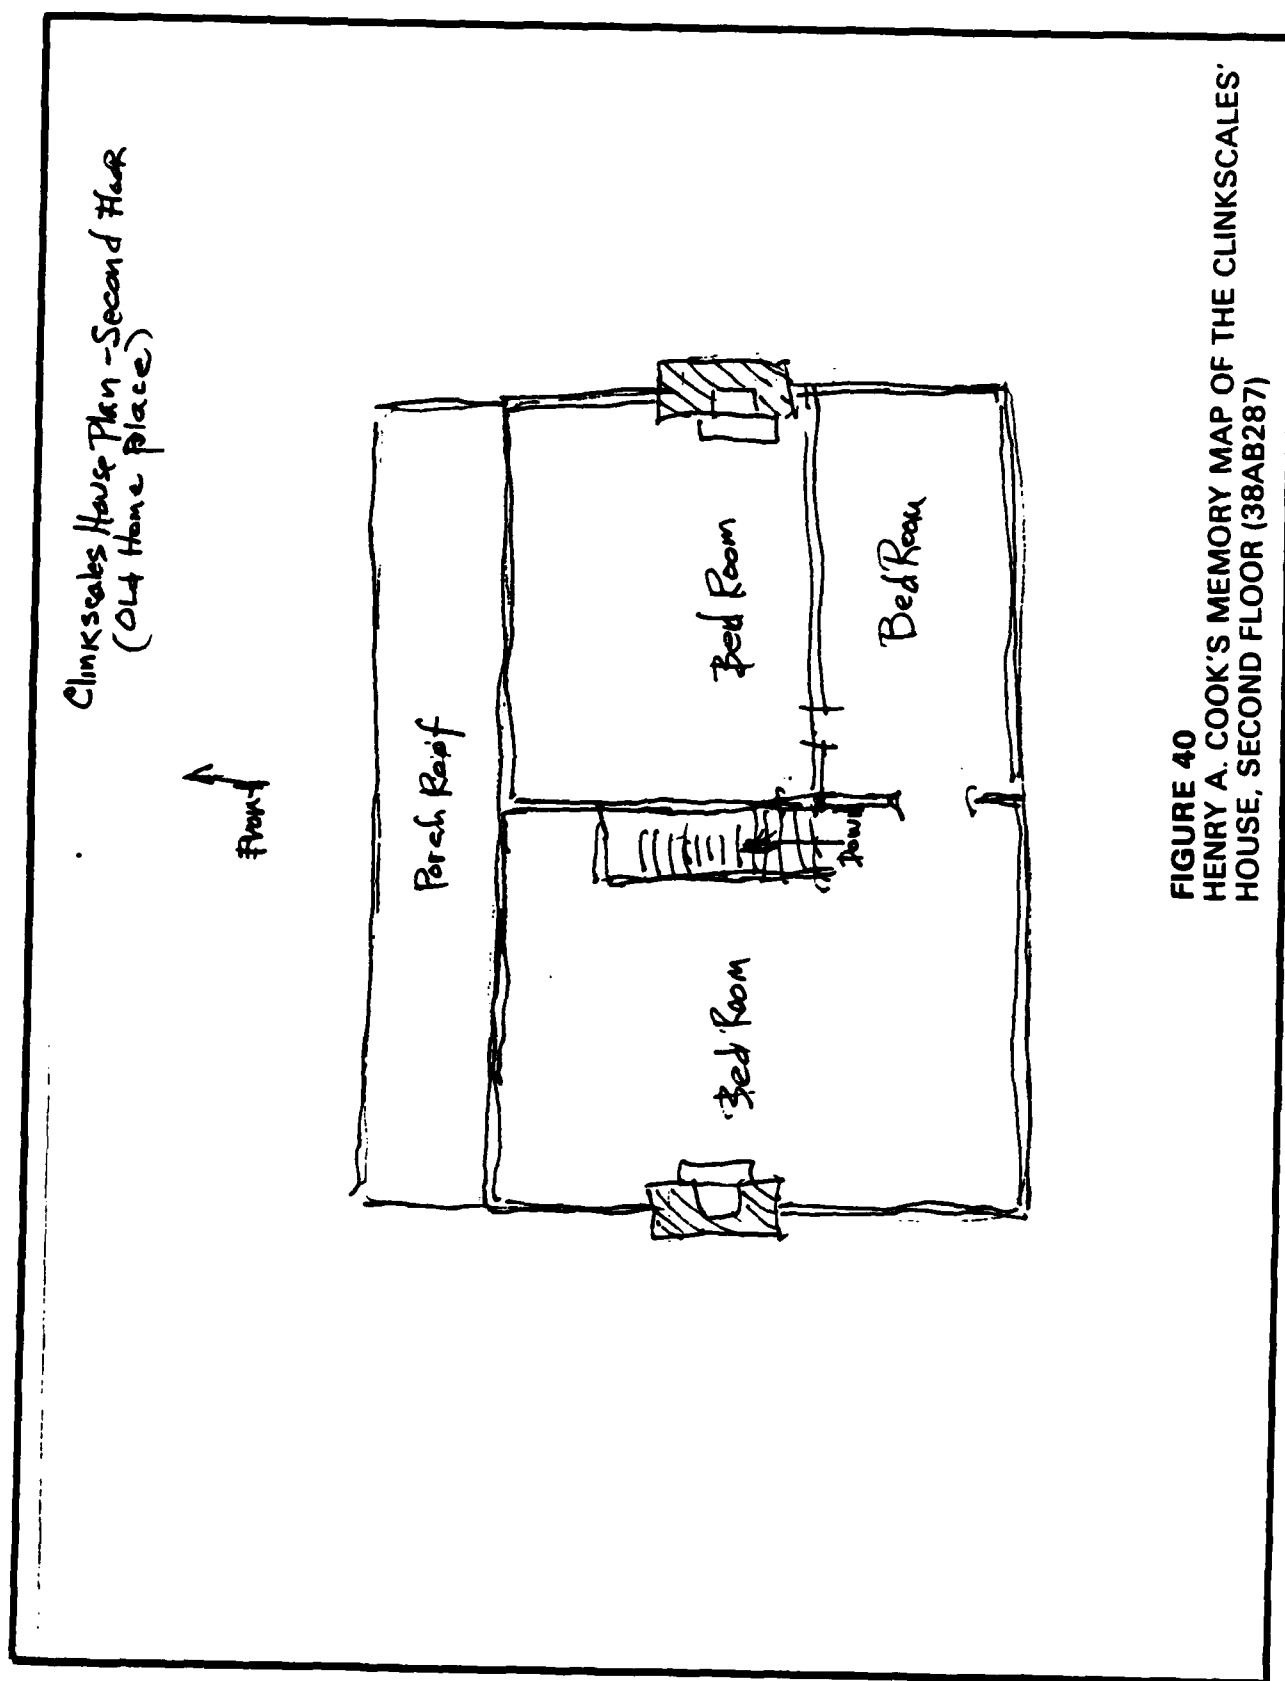 Clinkscales House Plan - Second Floor
(Old Home place)
Front
Porch Roof
Bed Room
Bed Room
Bed Room
Down
FIGURE 40
HENRY A. COOK'S MEMORY MAP OF THE CLINKSCALES'
HOUSE, SECOND FLOOR (38AB287)